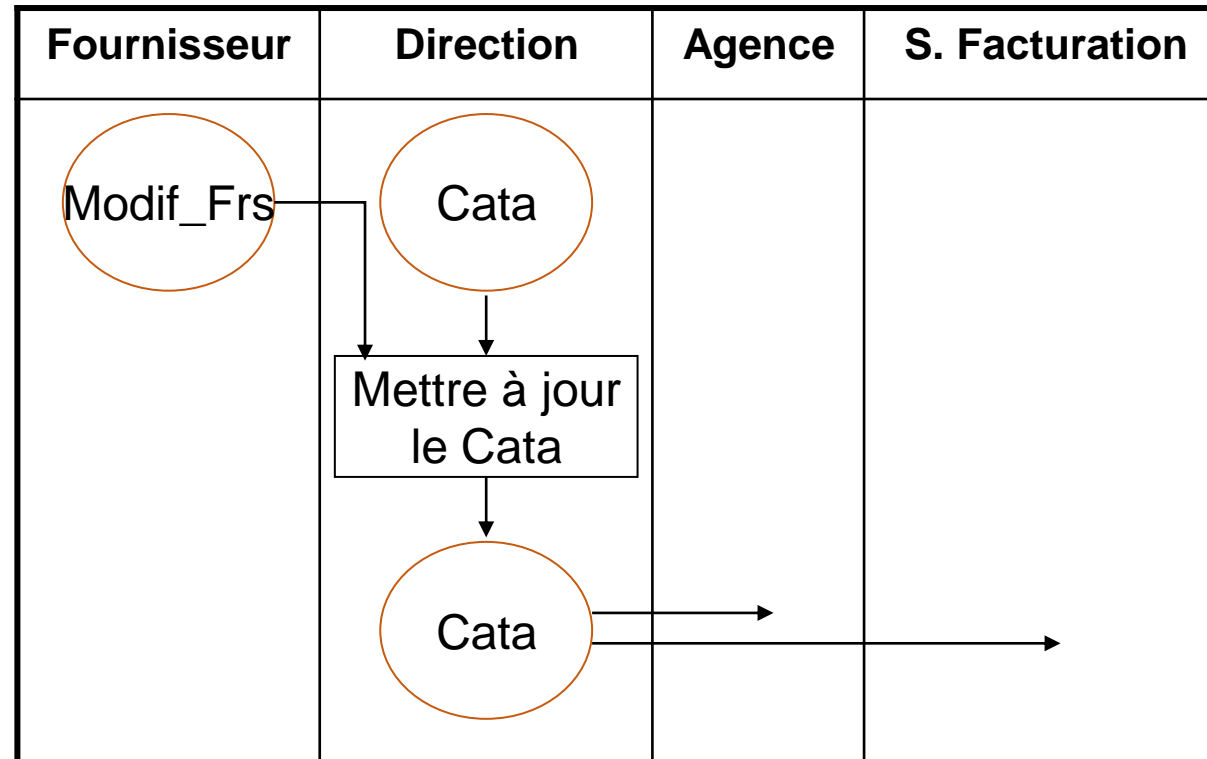 Fournisseur
Direction
Agence
S. Facturation
Modif_Frs
Cata
Mettre à jour
le Cata
Cata